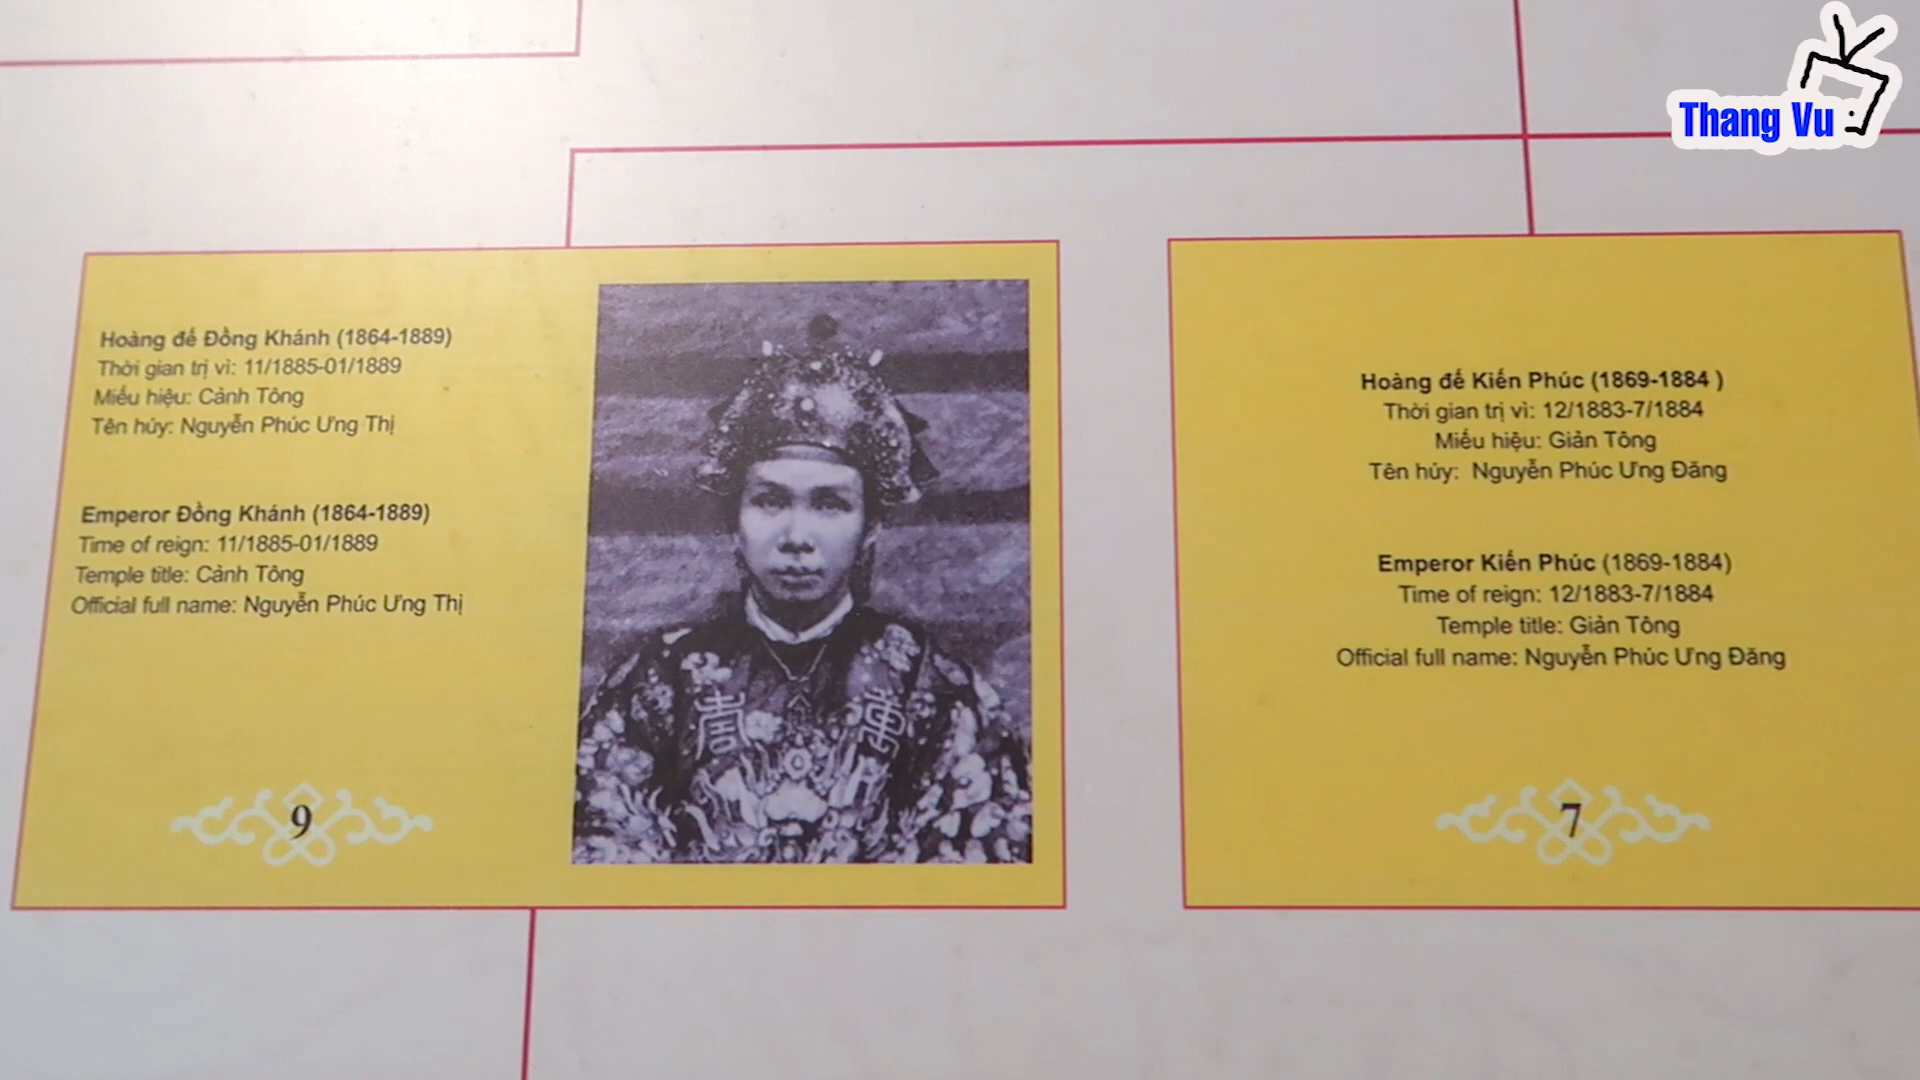 Thang Vu
Hoàng đế Đồng Khánh (1864-1889)
Thời gian trị vì: 11/1885-01/1889
Miếu hiệu: Cảnh Tông
Tên húy: Nguyễn Phúc Ưng Thị
Emperor Đồng Khánh (1864-1889)
Time of reign: 11/1885-01/1889
Temple title: Cảnh Tông
Official full name: Nguyễn Phúc Ưng Thị
9
Hoàng đế Kiến Phúc (1869-1884 )
Thời gian trị vì: 12/1883-7/1884
Miếu hiệu: Giản Tông
Tên húy: Nguyễn Phúc Ưng Đăng
Emperor Kiến Phúc (1869-1884)
Time of reign: 12/1883-7/1884
Temple title: Giản Tông
Official full name: Nguyễn Phúc Ưng Đăng
7